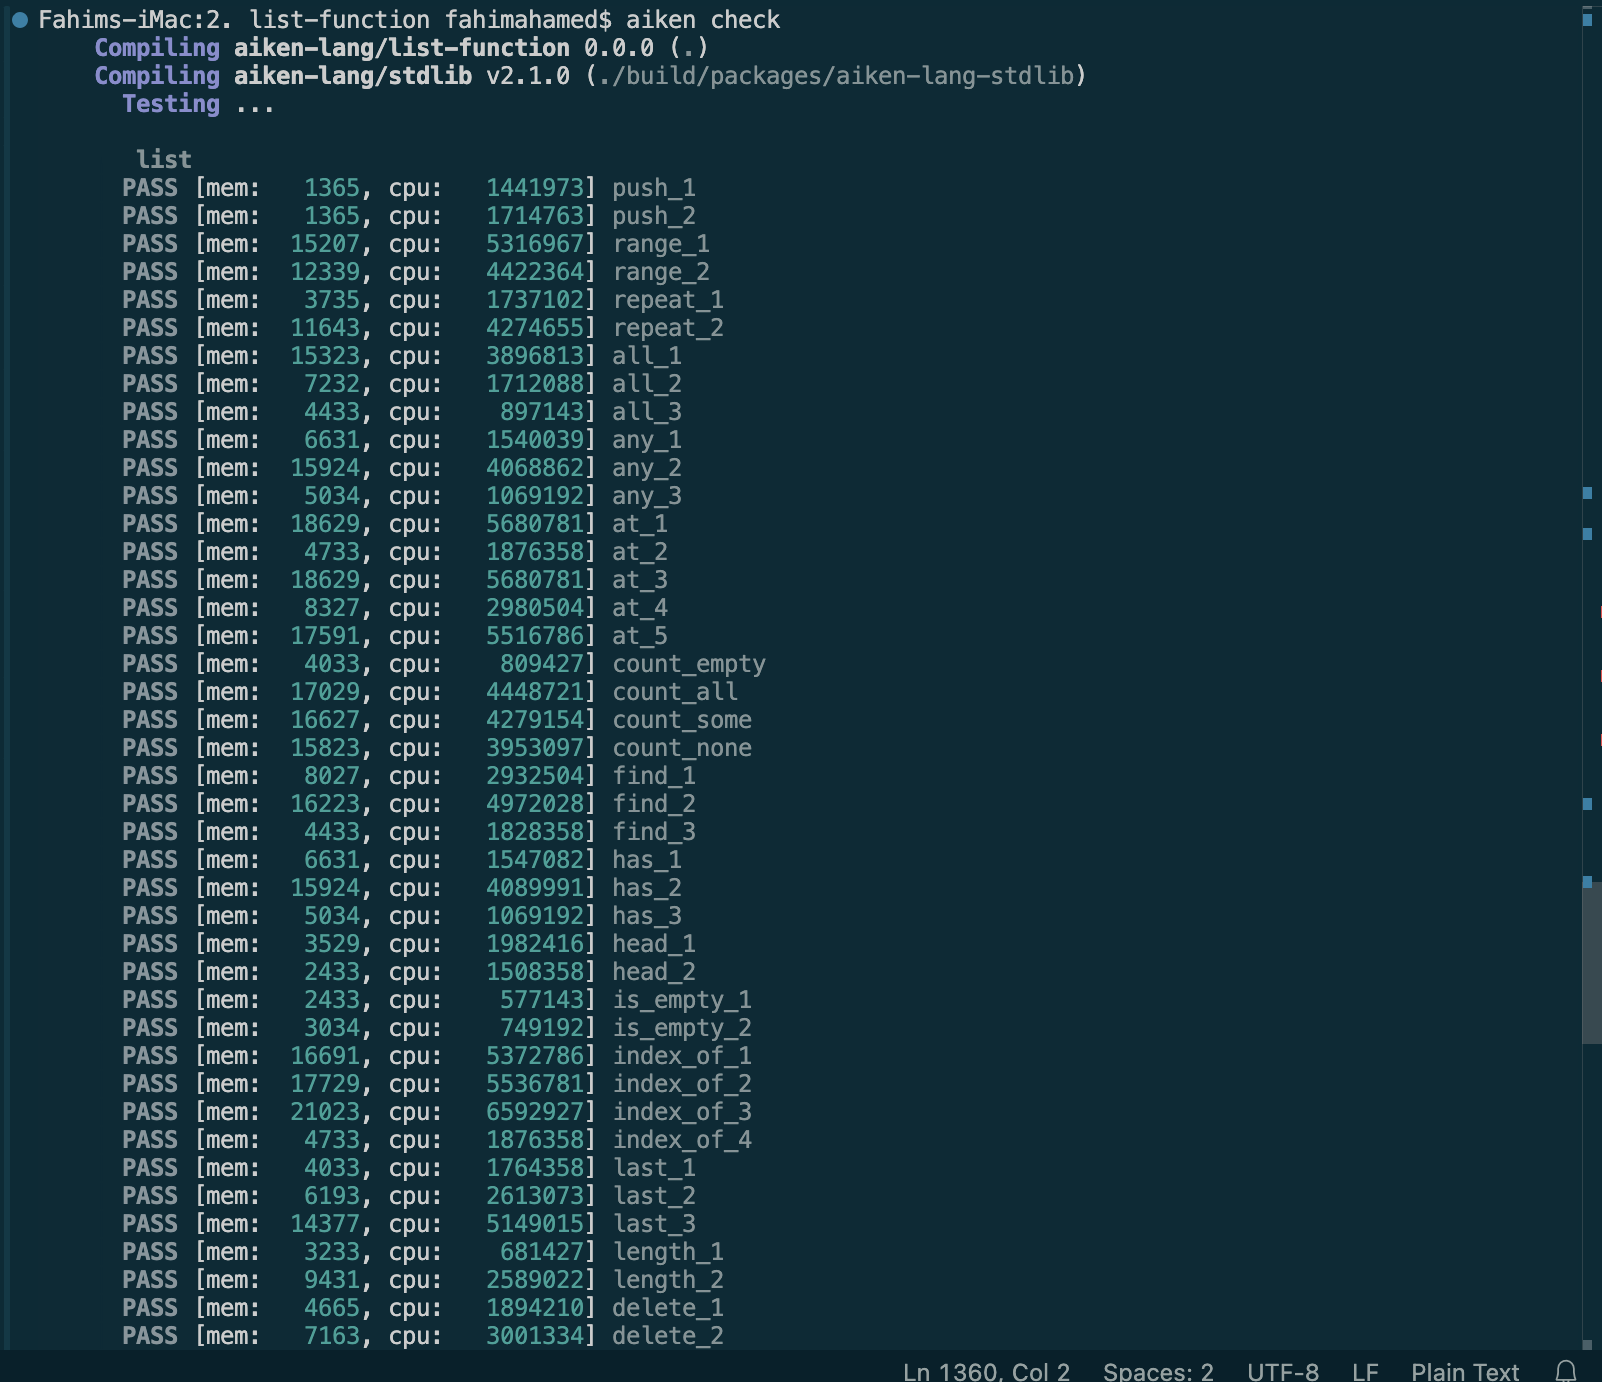 Fahims-iMac:2. list-function fahimahamed$ aiken check
Compiling aiken-lang/list-function 0.0.0 (.)
Compiling aiken-lang/stdlib v2.1.0 (./build/packages/aiken-lang-stdlib)
Testing ...
list
PASS [mem: 1365, cpu: 1441973] push_1
PASS [mem: 1365, cpu: 1714763] push_2
PASS [mem: 15207, cpu: 5316967] range_1
PASS [mem: 12339, cpu: 4422364] range_2
PASS [mem: 3735, cpu: 1737102] repeat_1
PASS [mem: 11643, cpu: 4274655] repeat_2
PASS [mem: 15323, cpu: 3896813] all_1
PASS [mem: 7232, cpu: 1712088] all_2
PASS [mem: 4433, cpu: 897143] all_3
PASS [mem: 6631, cpu: 1540039] any_1
PASS [mem: 15924, cpu: 4068862] any_2
PASS [mem: 5034, cpu: 1069192] any_3
PASS [mem: 18629, cpu: 5680781] at_1
PASS [mem: 4733, cpu: 1876358] at_2
PASS [mem: 18629, cpu: 5680781] at_3
PASS [mem: 8327, cpu: 2980504] at_4
PASS [mem: 17591, cpu: 5516786] at_5
PASS [mem: 4033, cpu: 809427] count_empty
PASS [mem: 17029, cpu: 4448721] count_all
PASS [mem: 16627, cpu: 4279154] count_some
PASS [mem: 15823, cpu: 3953097] count_none
PASS [mem: 8027, cpu: 2932504] find_1
PASS [mem: 16223, cpu: 4972028] find_2
PASS [mem: 4433, cpu: 1828358] find_3
PASS [mem: 6631, cpu: 1547082] has_1
PASS [mem: 15924, cpu: 4089991] has_2
PASS [mem: 5034, cpu: 1069192] has_3
PASS [mem: 3529, cpu: 1982416] head_1
PASS [mem: 2433, cpu: 1508358] head_2
PASS [mem: 2433, cpu: 577143] is_empty_1
PASS [mem: 3034, cpu: 749192] is_empty_2
PASS [mem: 16691, cpu: 5372786] index_of_1
PASS [mem: 17729, cpu: 5536781] index_of_2
PASS [mem: 21023, cpu: 6592927] index_of_3
PASS [mem: 4733, cpu: 1876358] index_of_4
PASS [mem: 4033, cpu: 1764358] last_1
PASS [mem: 6193, cpu: 2613073] last_2
PASS [mem: 14377, cpu: 5149015] last_3
PASS [mem: 3233, cpu: 681427] length_1
PASS [mem: 9431, cpu: 2589022] length_2
PASS [mem: 4665, cpu: 1894210] delete_1
PASS [mem: 7163, cpu: 3001334] delete_2
Ln 1360, Col 2 Spaces: 2 UTF-8 LF Plain Text